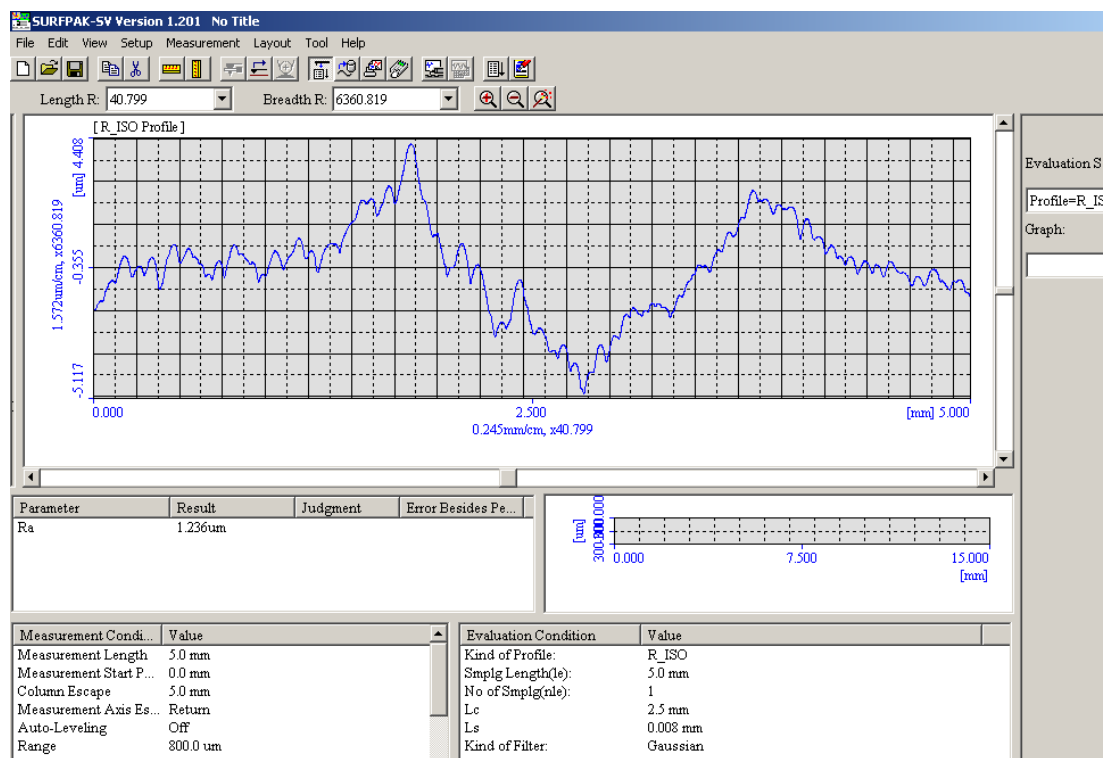 SURFPAK-SV Version 1.201 No Title
File Edit View Setup Measurement Layout Tool Help
Length R: 40.799 Breadth R: 6360.819
[ R_ISO Profile ]
[um] 4.408
-0.355
-5.117
1.572um/cm, x6360.819
0.000 2.500 [mm] 5.000
0.245mm/cm, x40.799
Evaluation S
Profile=R_IS
Graph:
Parameter Result Judgment Error Besides Pe...
Ra 1.236um
[um]
0.000 7.500 15.000
[mm]
Measurement Condi... Value
Measurement Length 5.0 mm
Measurement Start P... 0.0 mm
Column Escape 5.0 mm
Measurement Axis Es... Return
Auto-Leveling Off
Range 800.0 um
Evaluation Condition Value
Kind of Profile: R_ISO
Smplg Length(le): 5.0 mm
No of Smplg(nle): 1
Lc 2.5 mm
Ls 0.008 mm
Kind of Filter: Gaussian